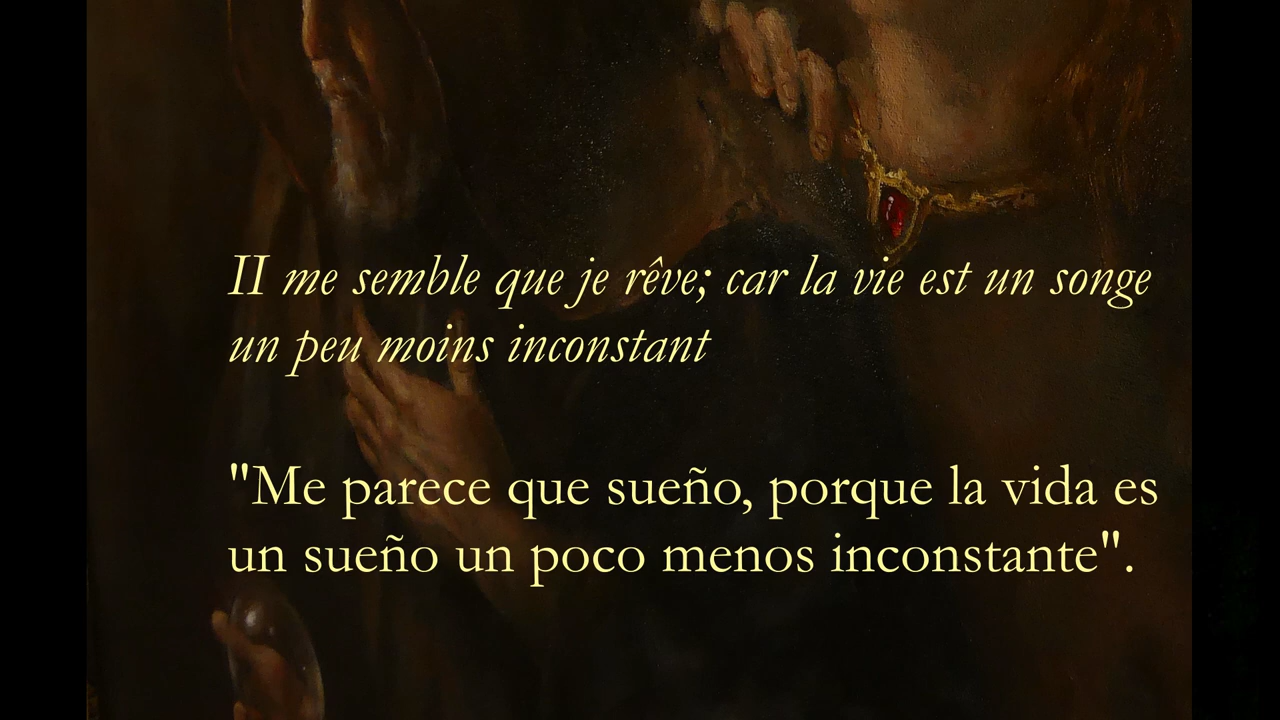 II me semble que je rêve; car la vie est un songe
un peu moins inconstant
"Me parece que sueño, porque la vida es
un sueño un poco menos inconstante".